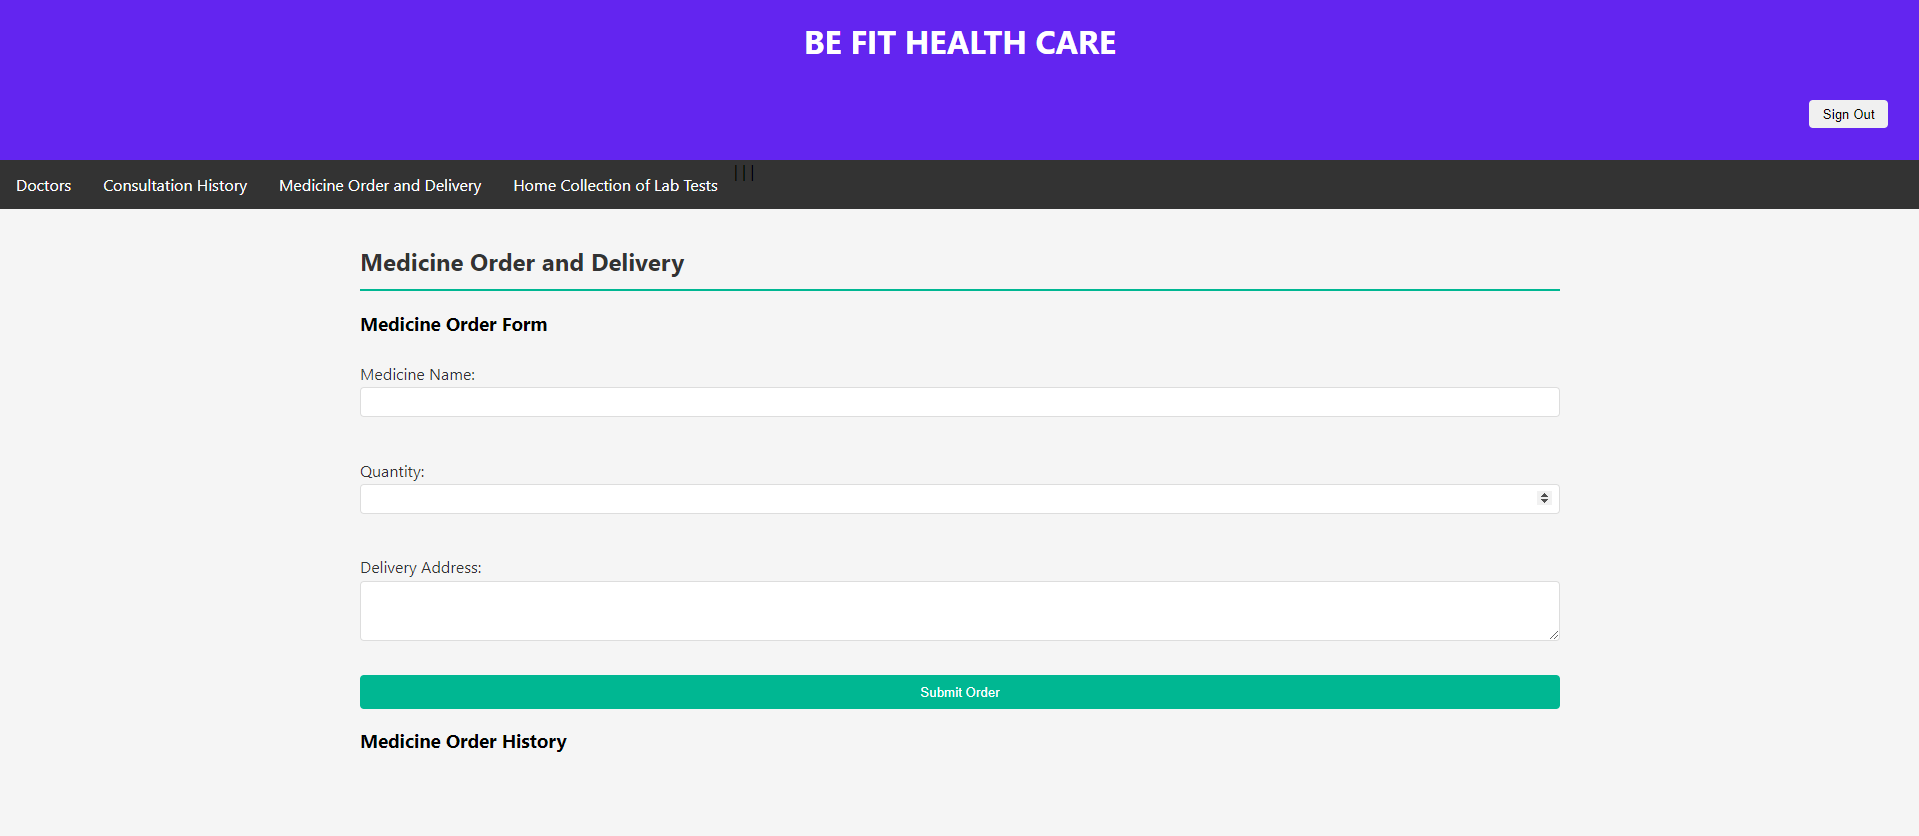 BE FIT HEALTH CARE
Sign Out
Doctors Consultation History Medicine Order and Delivery Home Collection of Lab Tests | | |
Medicine Order and Delivery
Medicine Order Form
Medicine Name:
Quantity:
Delivery Address:
Submit Order
Medicine Order History